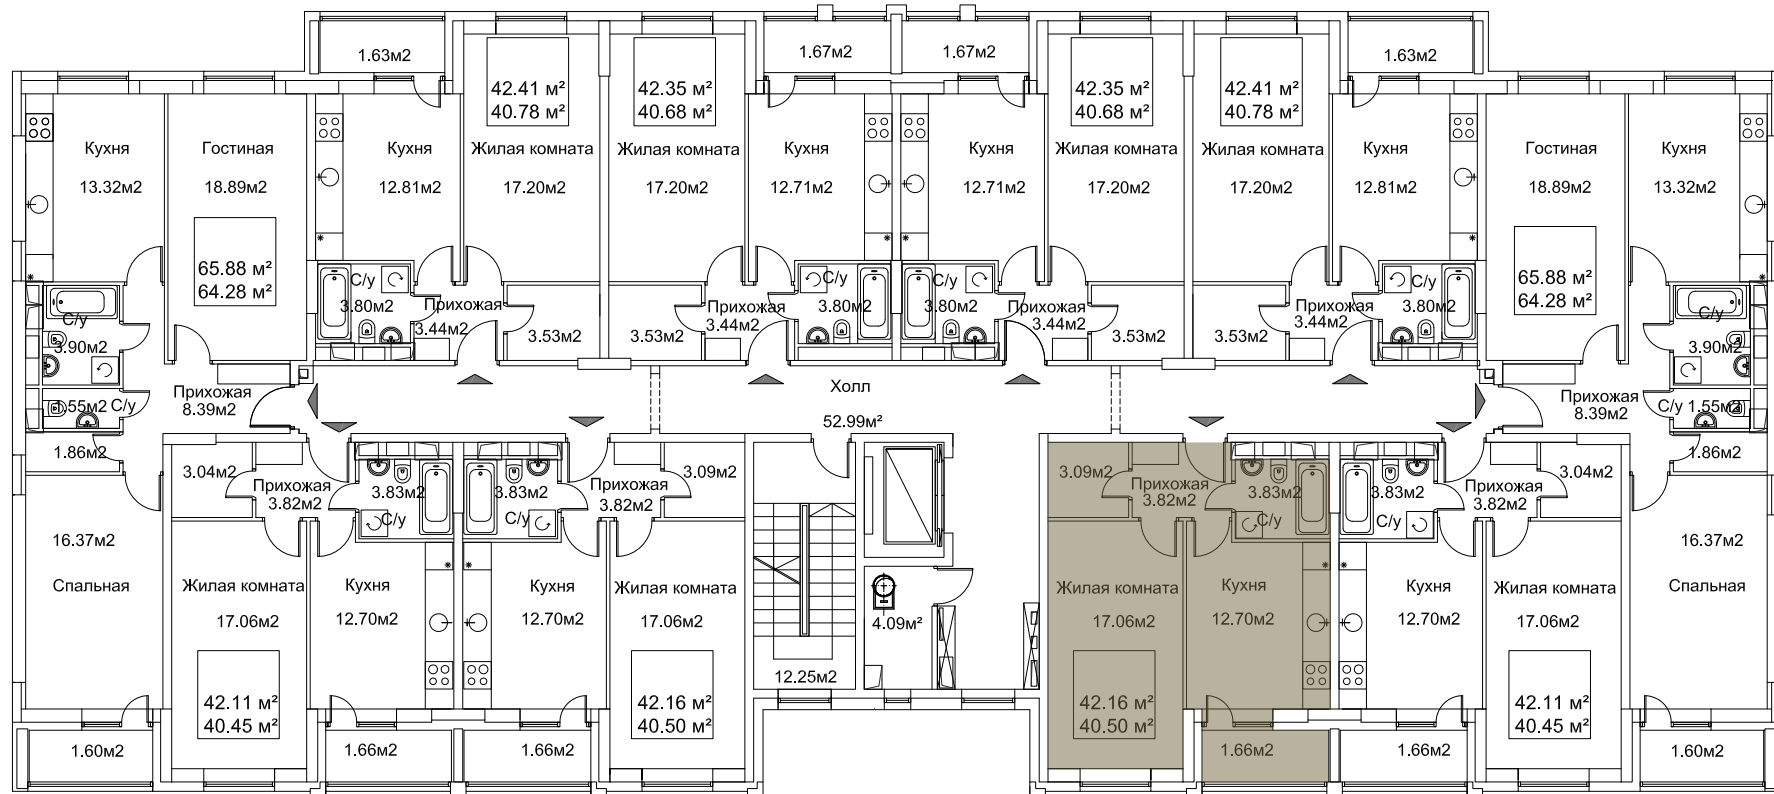 1.63м2
1.67м2
1.67м2
1.63м2
42.41 м²
40.78 м²
42.35 м²
40.68 м²
42.35 м²
40.68 м²
42.41 м²
40.78 м²
Кухня
13.32м2
Гостиная
18.89м2
Кухня
12.81м2
Жилая комната
17.20м2
Жилая комната
17.20м2
Кухня
12.71м2
Кухня
12.71м2
Жилая комната
17.20м2
Жилая комната
17.20м2
Кухня
12.81м2
Гостиная
18.89м2
Кухня
13.32м2
65.88 м²
64.28 м²
65.88 м²
64.28 м²
С/у
3.80м2
Прихожая
3.44м2
3.53м2
3.53м2
Прихожая
3.44м2
С/у
3.80м2
С/у
3.80м2
Прихожая
3.44м2
3.53м2
3.53м2
Прихожая
3.44м2
С/у
3.80м2
С/у
3.90м2
С/у
3.90м2
Прихожая
8.39м2
1.55м2 С/у
1.86м2
Холл
52.99м²
Прихожая
8.39м2
С/у 1.55м2
1.86м2
3.04м2
Прихожая
3.82м2
3.83м2
С/у
3.83м2
С/у
Прихожая
3.82м2
3.09м2
3.09м2
Прихожая
3.82м2
3.83м2
С/у
3.83м2
С/у
Прихожая
3.82м2
3.04м2
16.37м2
Спальная
Жилая комната
17.06м2
Кухня
12.70м2
Кухня
12.70м2
Жилая комната
17.06м2
4.09м²
12.25м2
Жилая комната
17.06м2
Кухня
12.70м2
Кухня
12.70м2
Жилая комната
17.06м2
16.37м2
Спальная
42.11 м²
40.45 м²
42.16 м²
40.50 м²
42.16 м²
40.50 м²
42.11 м²
40.45 м²
1.60м2
1.66м2
1.66м2
1.66м2
1.66м2
1.60м2